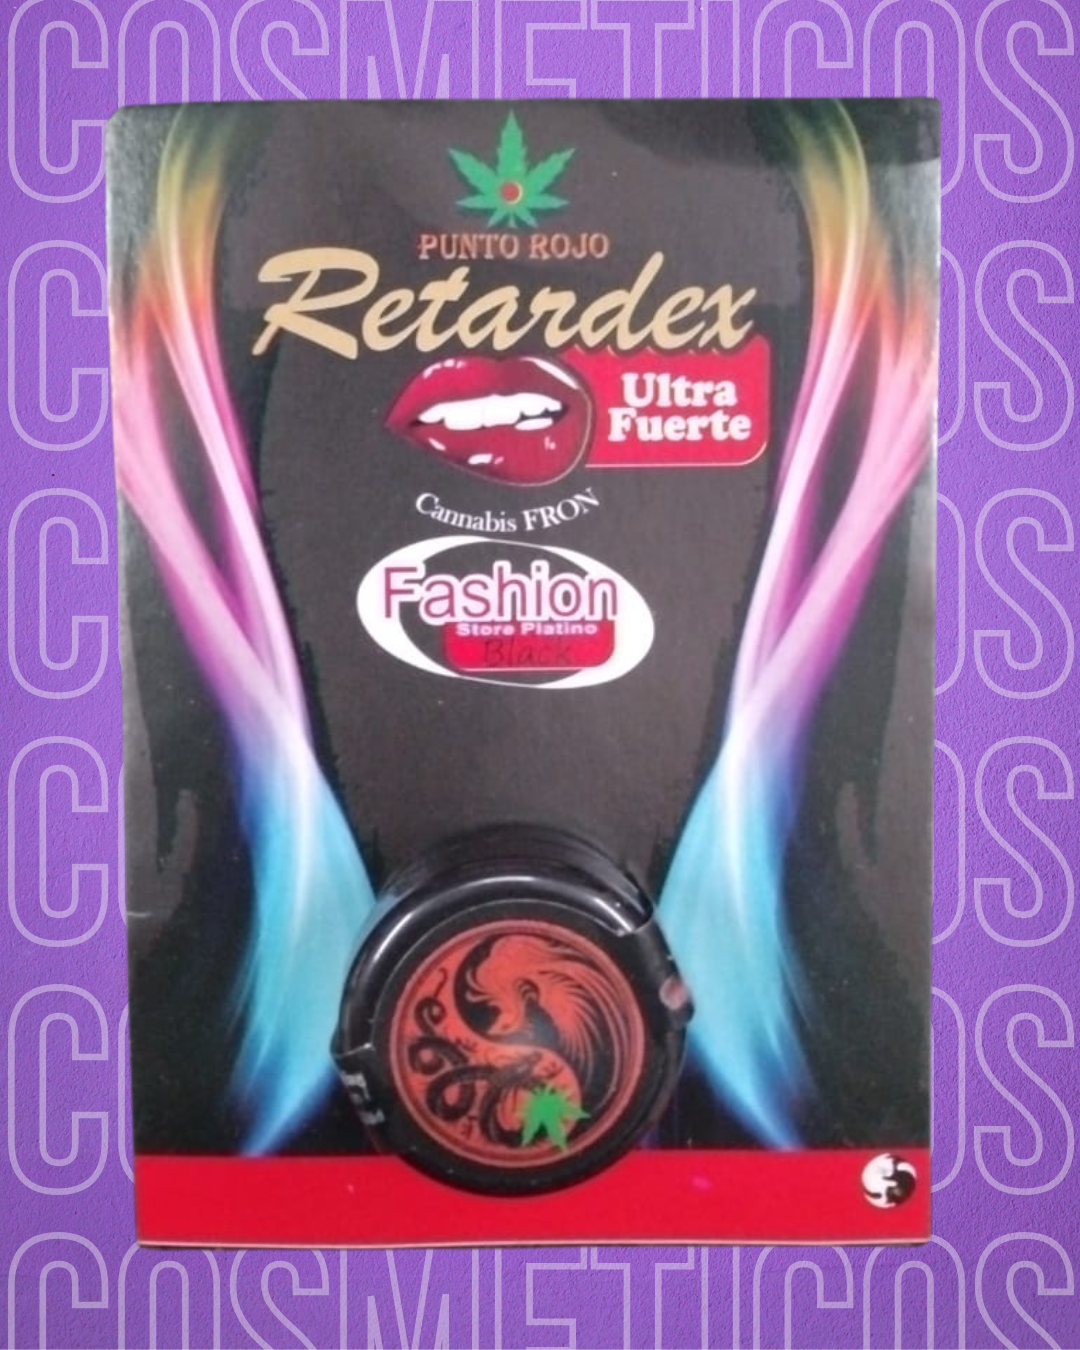 COSMETICOS
PUNTO ROJO
Retardex
Ultra
Fuerte
Cannabis FRON
Fashion
Store Platino
Black
COSMETICOS